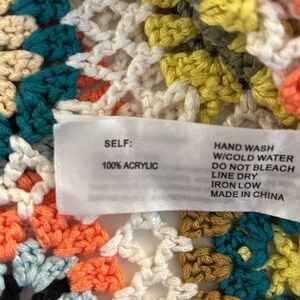 SELF:
100% ACRYLIC
HAND WASH
W/COLD WATER
DO NOT BLEACH
LINE DRY
IRON LOW
MADE IN CHINA